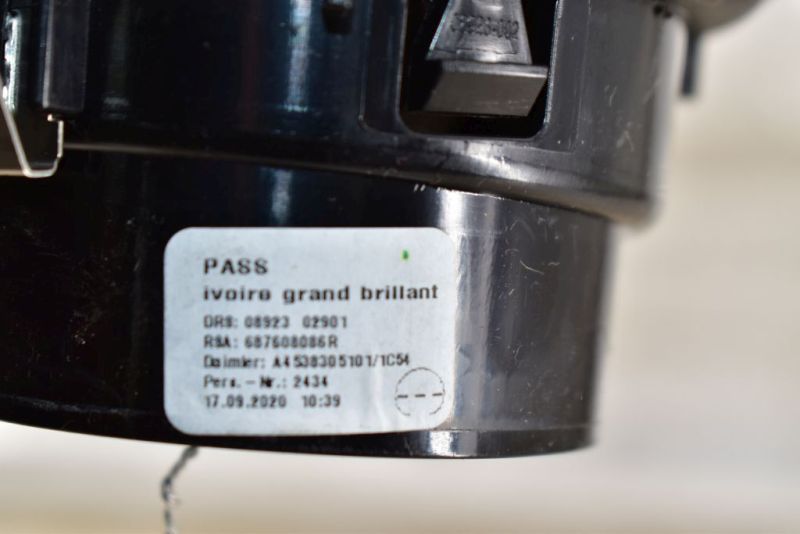 PASS
ivoire grand brillant
DRS: 08923 02901
RSA: 687608086R
Daimler: A4538305101/1C54
Pers. - Nr.: 2434
17.09.2020 10:39